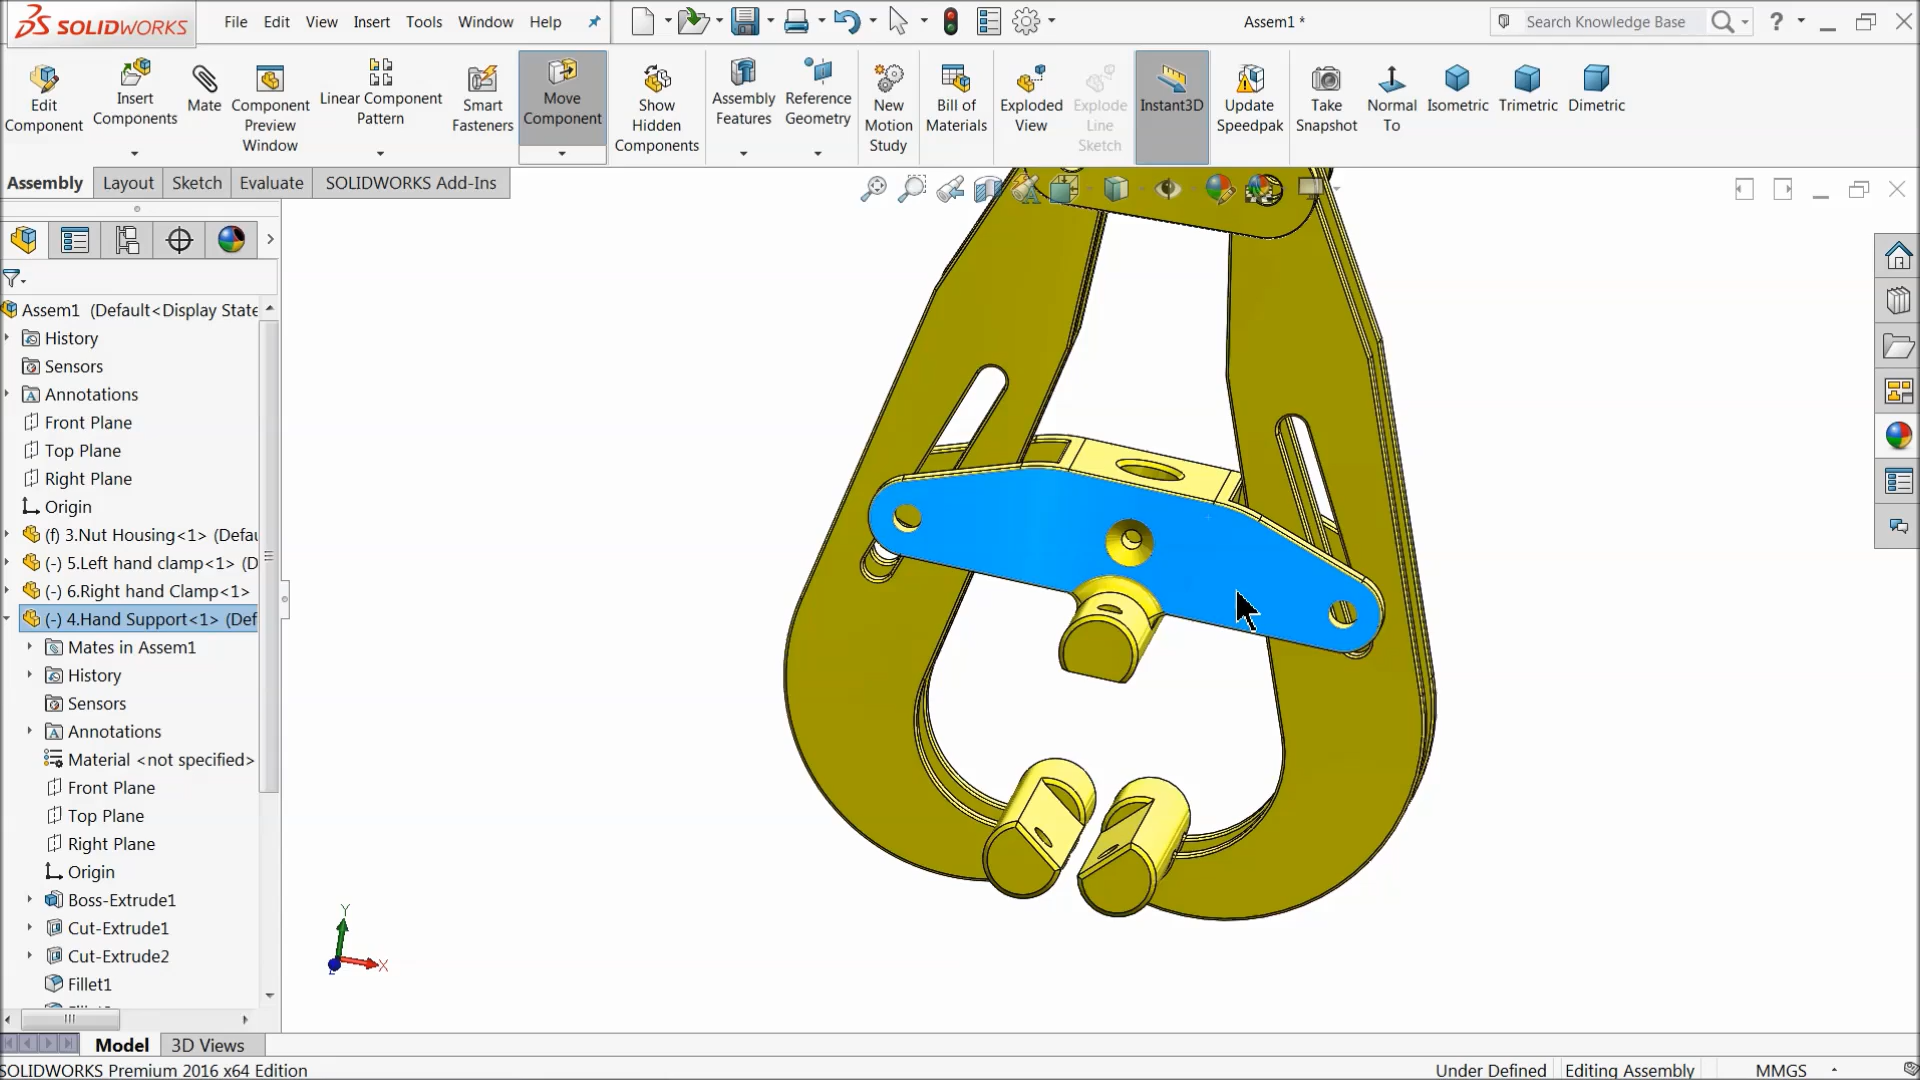 SOLIDWORKS
File Edit View Insert Tools Window Help
Assem1 *
Search Knowledge Base
?
Edit Component
Insert Components
Mate
Component Preview Window
Linear Component Pattern
Smart Fasteners
Move Component
Show Hidden Components
Assembly Features
Reference Geometry
New Motion Study
Bill of Materials
Exploded View
Explode Line Sketch
Instant3D
Update Speedpak
Take Snapshot
Normal To
Isometric
Trimetric
Dimetric
Assembly Layout Sketch Evaluate SOLIDWORKS Add-Ins
Assem1 (Default<Display State
History
Sensors
Annotations
Front Plane
Top Plane
Right Plane
Origin
(f) 3.Nut Housing<1> (Defau
(-) 5.Left hand clamp<1> (D
(-) 6.Right hand Clamp<1>
(-) 4.Hand Support<1> (Def
Mates in Assem1
History
Sensors
Annotations
Material <not specified>
Front Plane
Top Plane
Right Plane
Origin
Boss-Extrude1
Cut-Extrude1
Cut-Extrude2
Fillet1
Y
X
Z
Model 3D Views
SOLIDWORKS Premium 2016 x64 Edition
Under Defined Editing Assembly MMGS